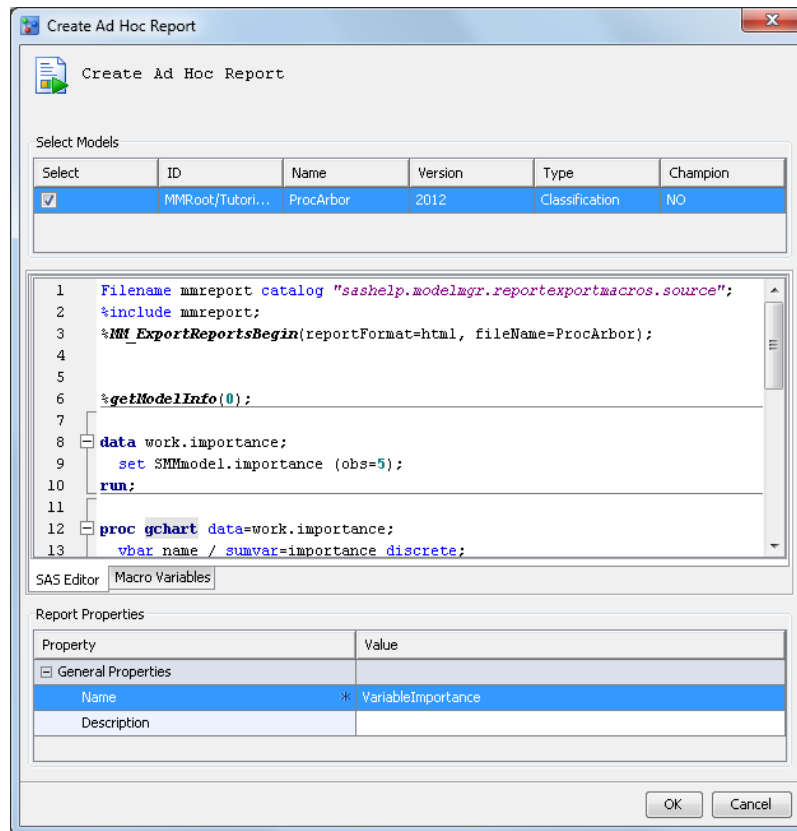 Create Ad Hoc Report
Create Ad Hoc Report
Select Models
Select ID Name Version Type Champion
MMRoot/Tutori... ProcArbor 2012 Classification NO
1 Filename mmreport catalog "sashelp.modelmgr.reportexportmacros.source";
2 %include mmreport;
3 %MM_ExportReportsBegin(reportFormat=html, fileName=ProcArbor);
4
5
6 %getModelInfo(0);
7
8 data work.importance;
9 set SMMmodel.importance (obs=5);
10 run;
11
12 proc gchart data=work.importance;
13 vbar name / sumvar=importance discrete;
SAS Editor Macro Variables
Report Properties
Property Value
General Properties
Name * VariableImportance
Description
OK Cancel